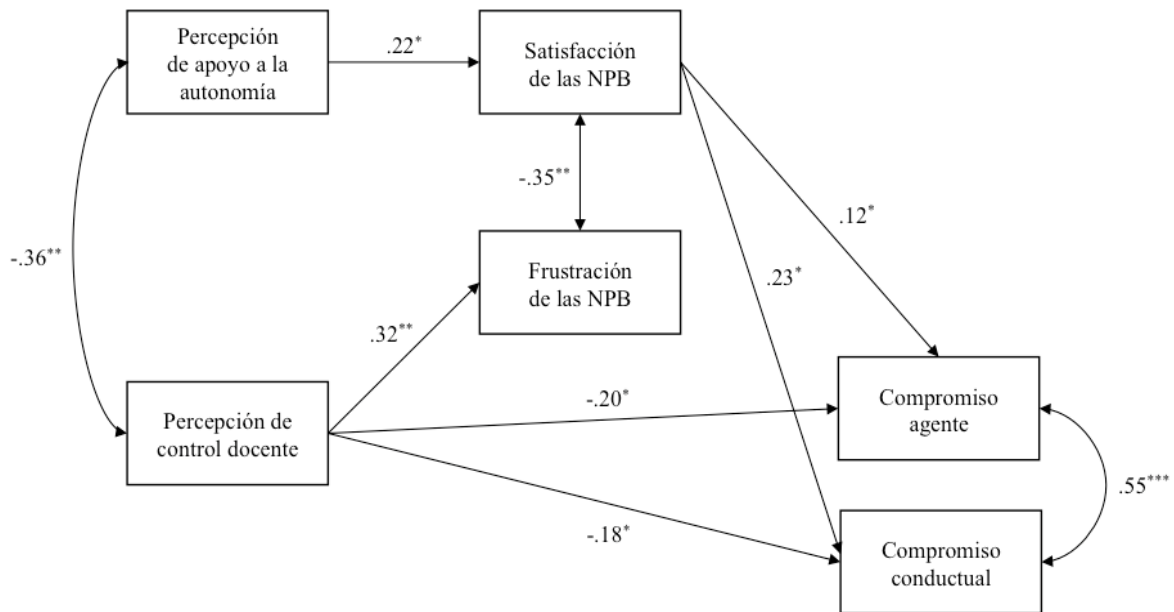 Percepción
de apoyo a la
autonomía
.22*
Satisfacción
de las NPB
-.35**
-.36**
.12*
Frustración
de las NPB
.23*
.32**
Percepción de
control docente
-.20*
Compromiso
agente
.55***
-.18*
Compromiso
conductual